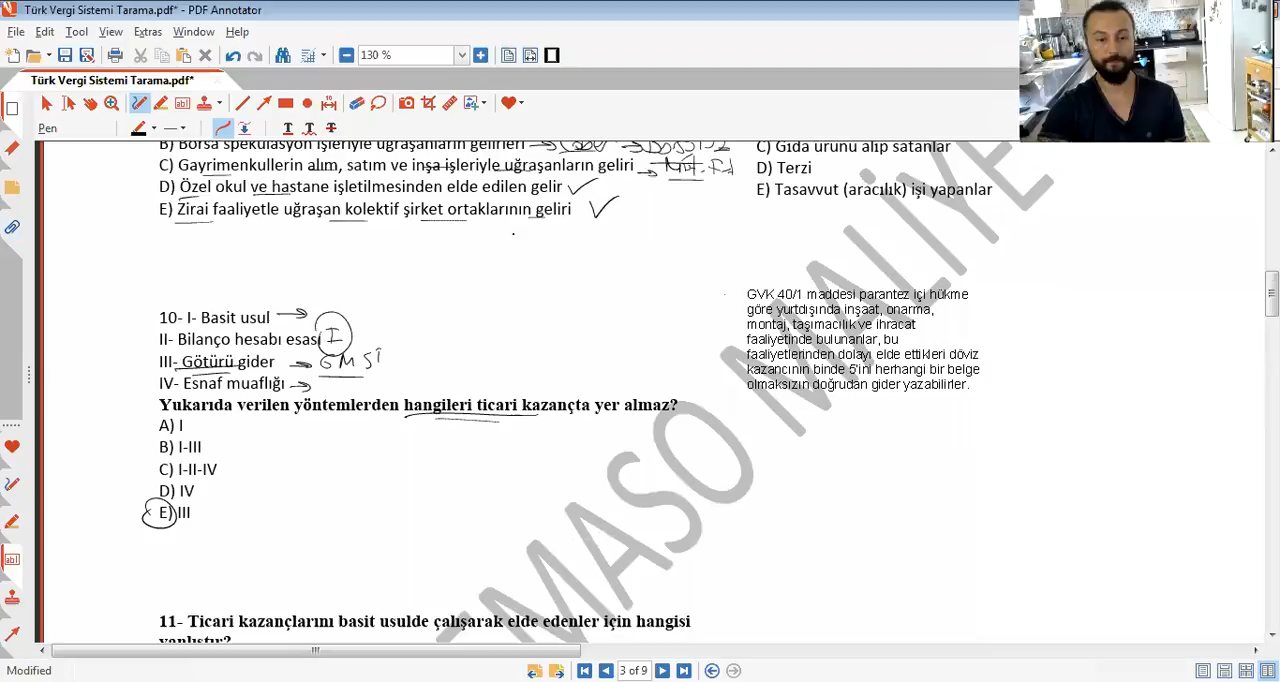 Türk Vergi Sistemi Tarama.pdf* - PDF Annotator
File Edit Tool View Extras Window Help
130 %
Türk Vergi Sistemi Tarama.pdf*
Pen
B) Borsa spekülasyon işleriyle uğraşanların gelirleri
C) Gayrimenkullerin alım, satım ve inşa işleriyle uğraşanların geliri
D) Özel okul ve hastane işletilmesinden elde edilen gelir
E) Zirai faaliyetle uğraşan kolektif şirket ortaklarının geliri
10- I- Basit usul
II- Bilanço hesabı esası I
III- Götürü gider GMSİ
IV- Esnaf muaflığı
Yukarıda verilen yöntemlerden hangileri ticari kazançta yer almaz?
A) I
B) I-III
C) I-II-IV
D) IV
E) III
11- Ticari kazançlarını basit usulde çalışarak elde edenler için hangisi
yanlıştır?
C) Gıda ürünü alıp satanlar
D) Terzi
E) Tasavvut (aracılık) işi yapanlar
GVK 40/1 maddesi parantez içi hükme
göre yurtdışında inşaat, onarma,
montaj, taşımacılık ve ihracat
faaliyetinde bulunanlar, bu
faaliyetlerinden dolayı elde ettikleri döviz
kazancının binde 5'ini herhangi bir belge
olmaksızın doğrudan gider yazabilirler.
EMASO MALİYE
Modified
3 of 9